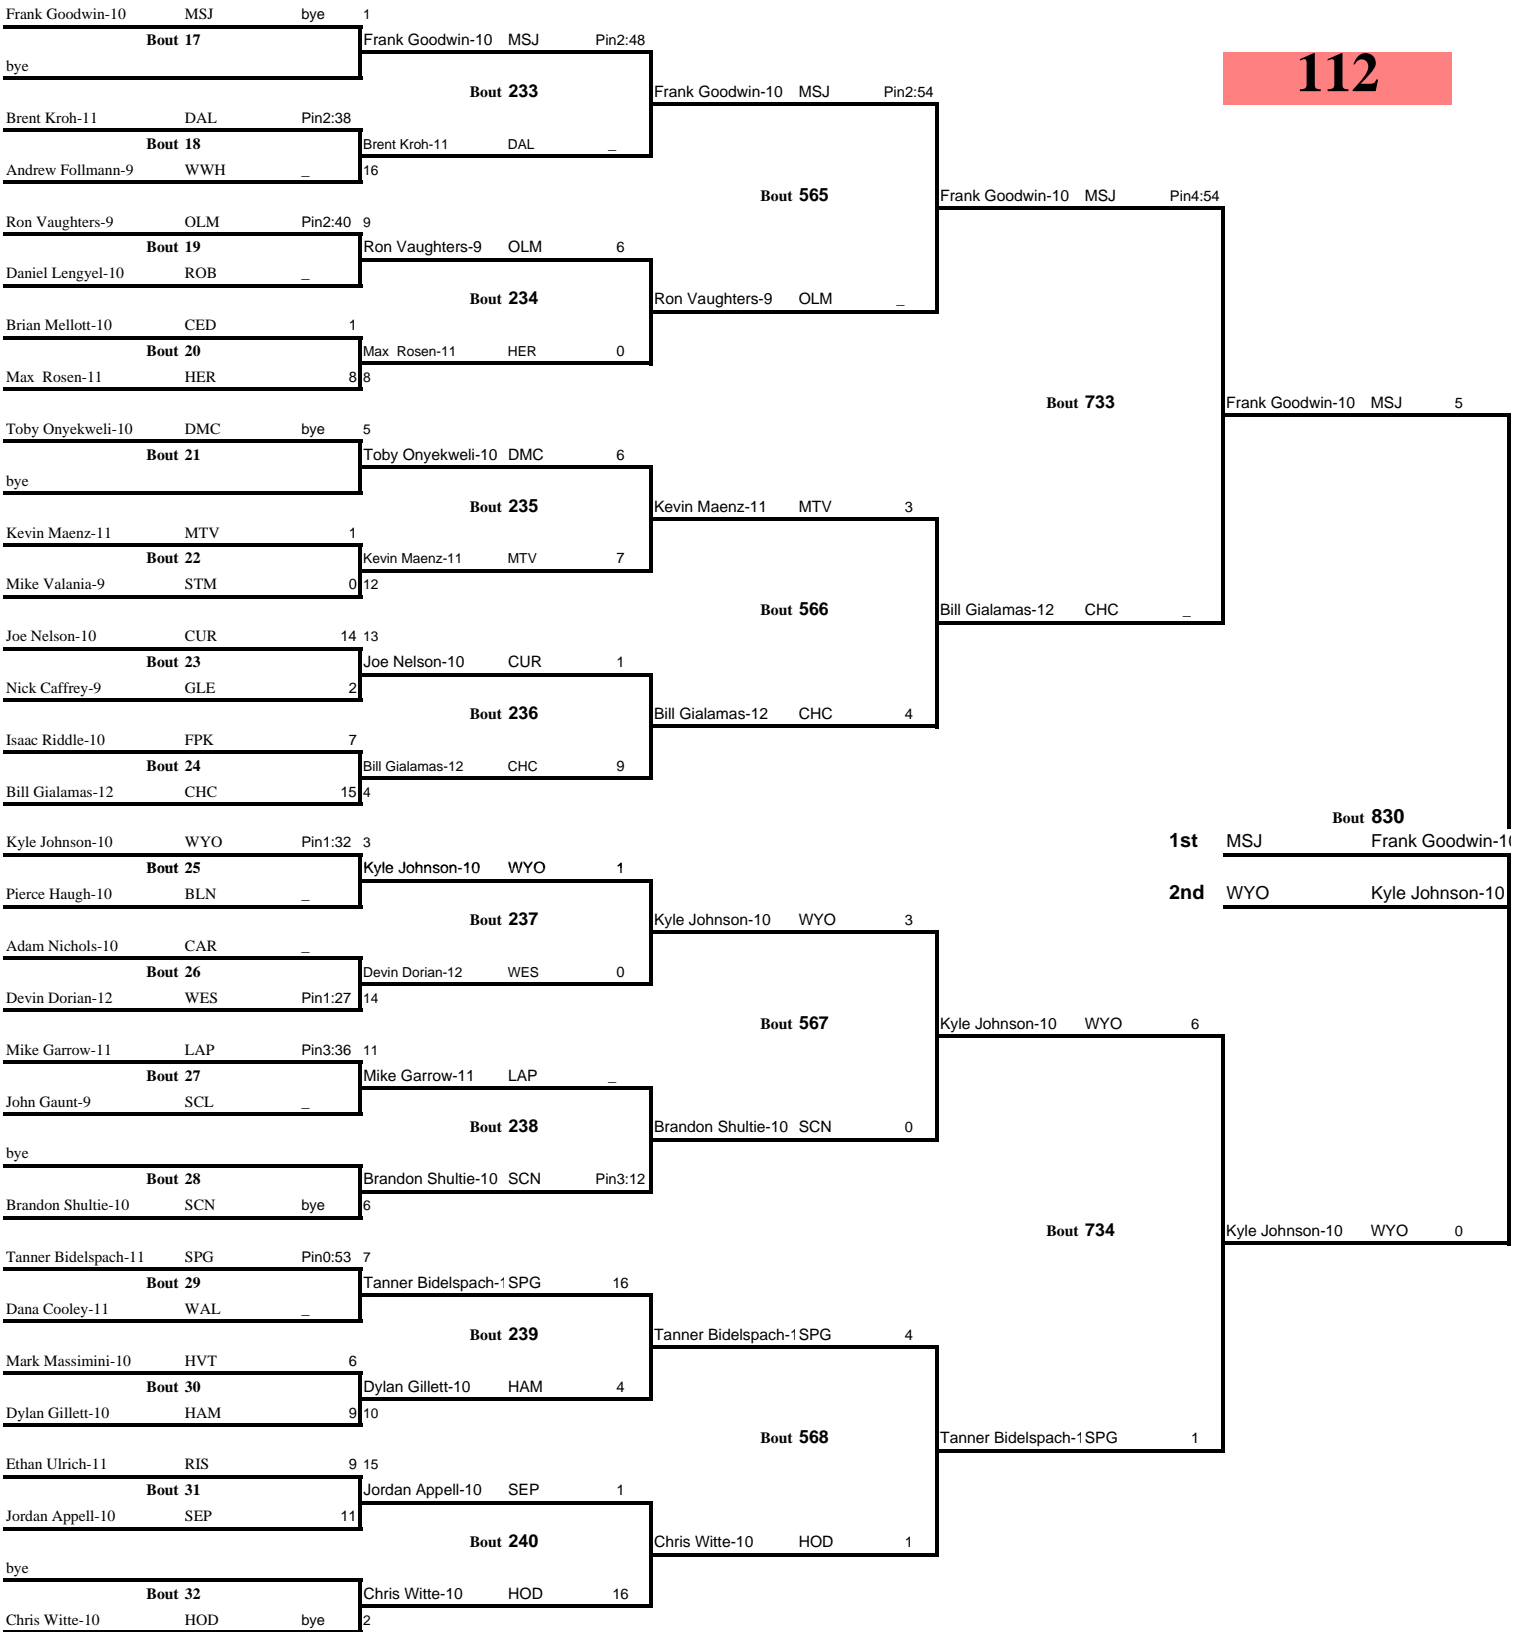 Frank Goodwin-10 MSJ bye 1
Bout 17 Frank Goodwin-10 MSJ Pin2:48
112
bye
Bout 233 Frank Goodwin-10 MSJ Pin2:54
Brent Kroh-11 DAL Pin2:38
Bout 18 Brent Kroh-11 DAL _
Andrew Follmann-9 WWH _ 16
Bout 565 Frank Goodwin-10 MSJ Pin4:54
Ron Vaughters-9 OLM Pin2:40 9
Bout 19 Ron Vaughters-9 OLM 6
Daniel Lengyel-10 ROB _
Bout 234 Ron Vaughters-9 OLM _
Brian Mellott-10 CED 1
Bout 20 Max Rosen-11 HER 0
Max Rosen-11 HER 8 8
Bout 733 Frank Goodwin-10 MSJ 5
Toby Onyekweli-10 DMC bye 5
Bout 21 Toby Onyekweli-10 DMC 6
bye
Bout 235 Kevin Maenz-11 MTV 3
Kevin Maenz-11 MTV 1
Bout 22 Kevin Maenz-11 MTV 7
Mike Valania-9 STM 0 12
Bout 566 Bill Gialamas-12 CHC _
Joe Nelson-10 CUR 14 13
Bout 23 Joe Nelson-10 CUR 1
Nick Caffrey-9 GLE 2
Bout 236 Bill Gialamas-12 CHC 4
Isaac Riddle-10 FPK 7
Bout 24 Bill Gialamas-12 CHC 9
Bill Gialamas-12 CHC 15 4
Bout 830
Kyle Johnson-10 WYO Pin1:32 3
1st MSJ Frank Goodwin-10
Bout 25 Kyle Johnson-10 WYO 1
Pierce Haugh-10 BLN _
2nd WYO Kyle Johnson-10
Bout 237 Kyle Johnson-10 WYO 3
Adam Nichols-10 CAR _
Bout 26 Devin Dorian-12 WES 0
Devin Dorian-12 WES Pin1:27 14
Bout 567 Kyle Johnson-10 WYO 6
Mike Garrow-11 LAP Pin3:36 11
Bout 27 Mike Garrow-11 LAP _
John Gaunt-9 SCL _
Bout 238 Brandon Shultie-10 SCN 0
bye
Bout 28 Brandon Shultie-10 SCN Pin3:12
Brandon Shultie-10 SCN bye 6
Bout 734 Kyle Johnson-10 WYO 0
Tanner Bidelspach-11 SPG Pin0:53 7
Bout 29 Tanner Bidelspach-1 SPG 16
Dana Cooley-11 WAL _
Bout 239 Tanner Bidelspach-1 SPG 4
Mark Massimini-10 HVT 6
Bout 30 Dylan Gillett-10 HAM 4
Dylan Gillett-10 HAM 9 10
Bout 568 Tanner Bidelspach-1 SPG 1
Ethan Ulrich-11 RIS 9 15
Bout 31 Jordan Appell-10 SEP 1
Jordan Appell-10 SEP 11
Bout 240 Chris Witte-10 HOD 1
bye
Bout 32 Chris Witte-10 HOD 16
Chris Witte-10 HOD bye 2